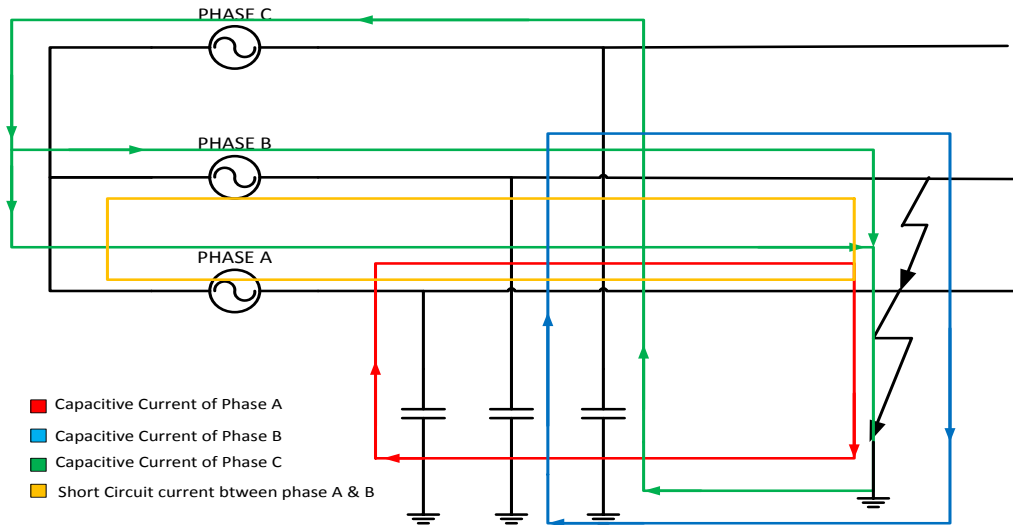 PHASE C
PHASE B
PHASE A
Capacitive Current of Phase A
Capacitive Current of Phase B
Capacitive Current of Phase C
Short Circuit current btween phase A & B